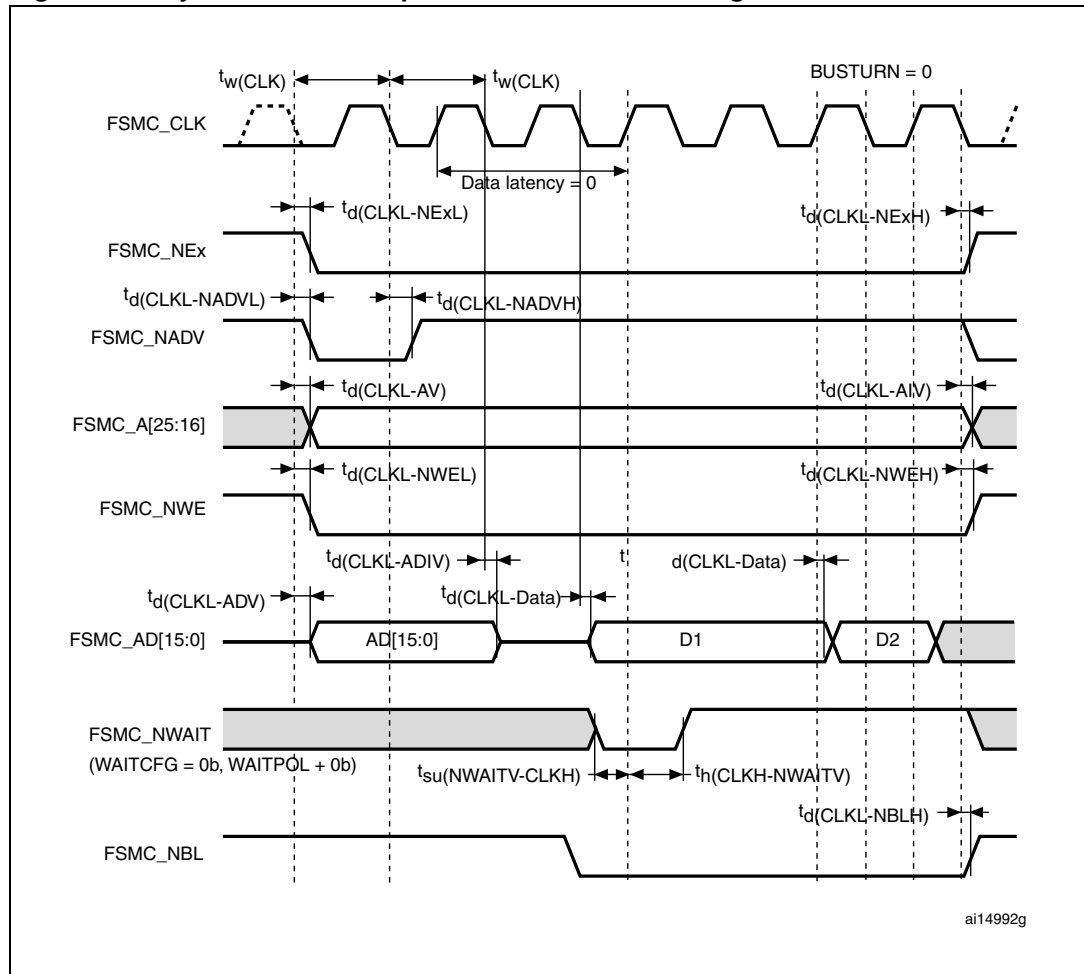 tw(CLK)
tw(CLK)
BUSTURN = 0
FSMC_CLK
Data latency = 0
td(CLKL-NExL)
td(CLKL-NExH)
FSMC_NEx
td(CLKL-NADVL)
td(CLKL-NADVH)
FSMC_NADV
td(CLKL-AV)
td(CLKL-AIV)
FSMC_A[25:16]
td(CLKL-NWEL)
td(CLKL-NWEH)
FSMC_NWE
td(CLKL-ADIV)
t
d(CLKL-Data)
td(CLKL-ADV)
td(CLKL-Data)
FSMC_AD[15:0]
AD[15:0]
D1
D2
FSMC_NWAIT
(WAITCFG = 0b, WAITPOL + 0b)
tsu(NWAITV-CLKH)
th(CLKH-NWAITV)
td(CLKL-NBLH)
FSMC_NBL
ai14992g